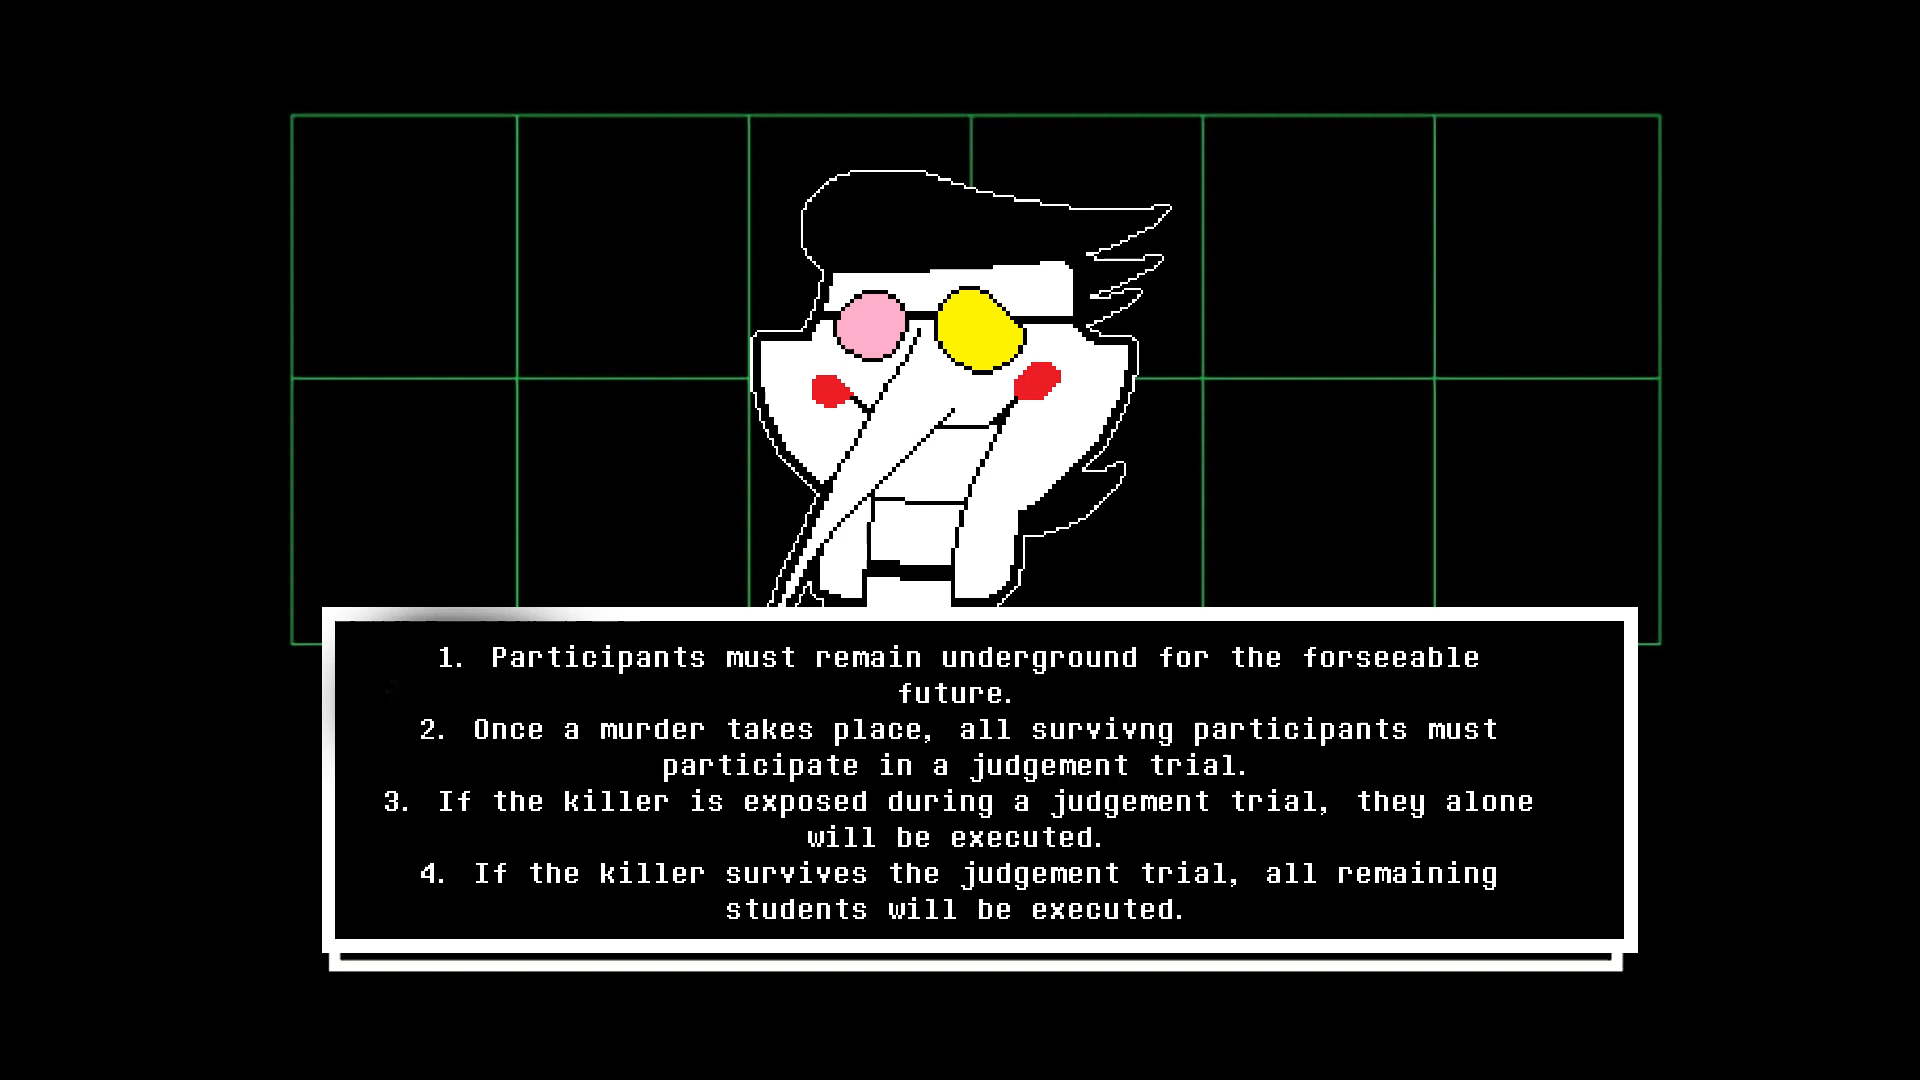 1. Participants must remain underground for the forseeable
future.
2. Once a murder takes place, all survivng participants must
participate in a judgement trial.
3. If the killer is exposed during a judgement trial, they alone
will be executed.
4. If the killer survives the judgement trial, all remaining
students will be executed.